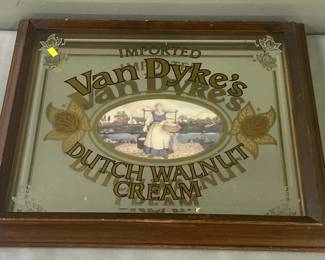 IMPORTED
Van Dyke's
DUTCH WALNUT
CREAM